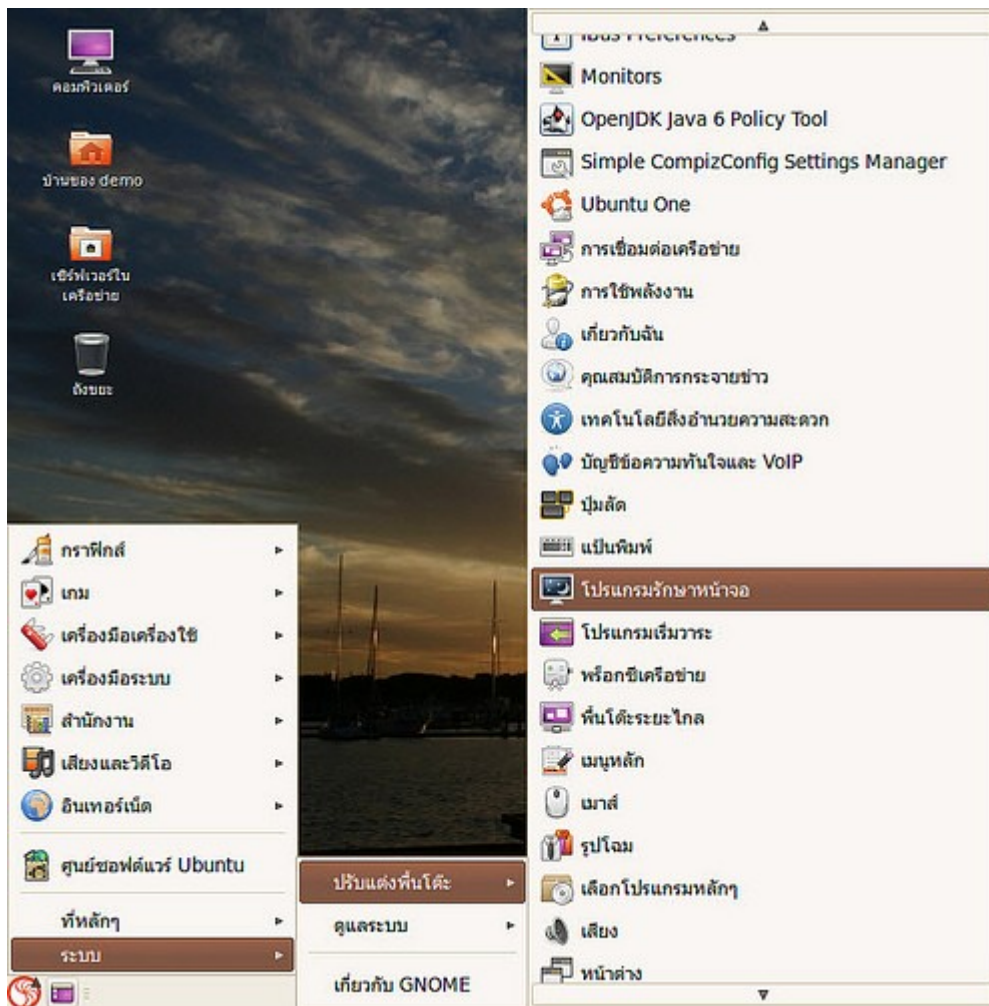 คอมพิวเตอร์
บ้านของ demo
เซิร์ฟเวอร์ใน
เครือข่าย
ถังขยะ
กราฟิกส์
เกม
เครื่องมือเครื่องใช้
เครื่องมือระบบ
สำนักงาน
เสียงและวิดีโอ
อินเทอร์เน็ต
ศูนย์ซอฟต์แวร์ Ubuntu
ที่หลักๆ
ระบบ
ปรับแต่งพื้นโต๊ะ
ดูแลระบบ
เกี่ยวกับ GNOME
IBus Preferences
Monitors
OpenJDK Java 6 Policy Tool
Simple CompizConfig Settings Manager
Ubuntu One
การเชื่อมต่อเครือข่าย
การใช้พลังงาน
เกี่ยวกับฉัน
คุณสมบัติการกระจายข่าว
เทคโนโลยีสิ่งอำนวยความสะดวก
บัญชีข้อความทันใจและ VoIP
ปุ่มลัด
แป้นพิมพ์
โปรแกรมรักษาหน้าจอ
โปรแกรมเริ่มวาระ
พร็อกซีเครือข่าย
พื้นโต๊ะระยะไกล
เมนูหลัก
เมาส์
รูปโฉม
เลือกโปรแกรมหลักๆ
เสียง
หน้าต่าง